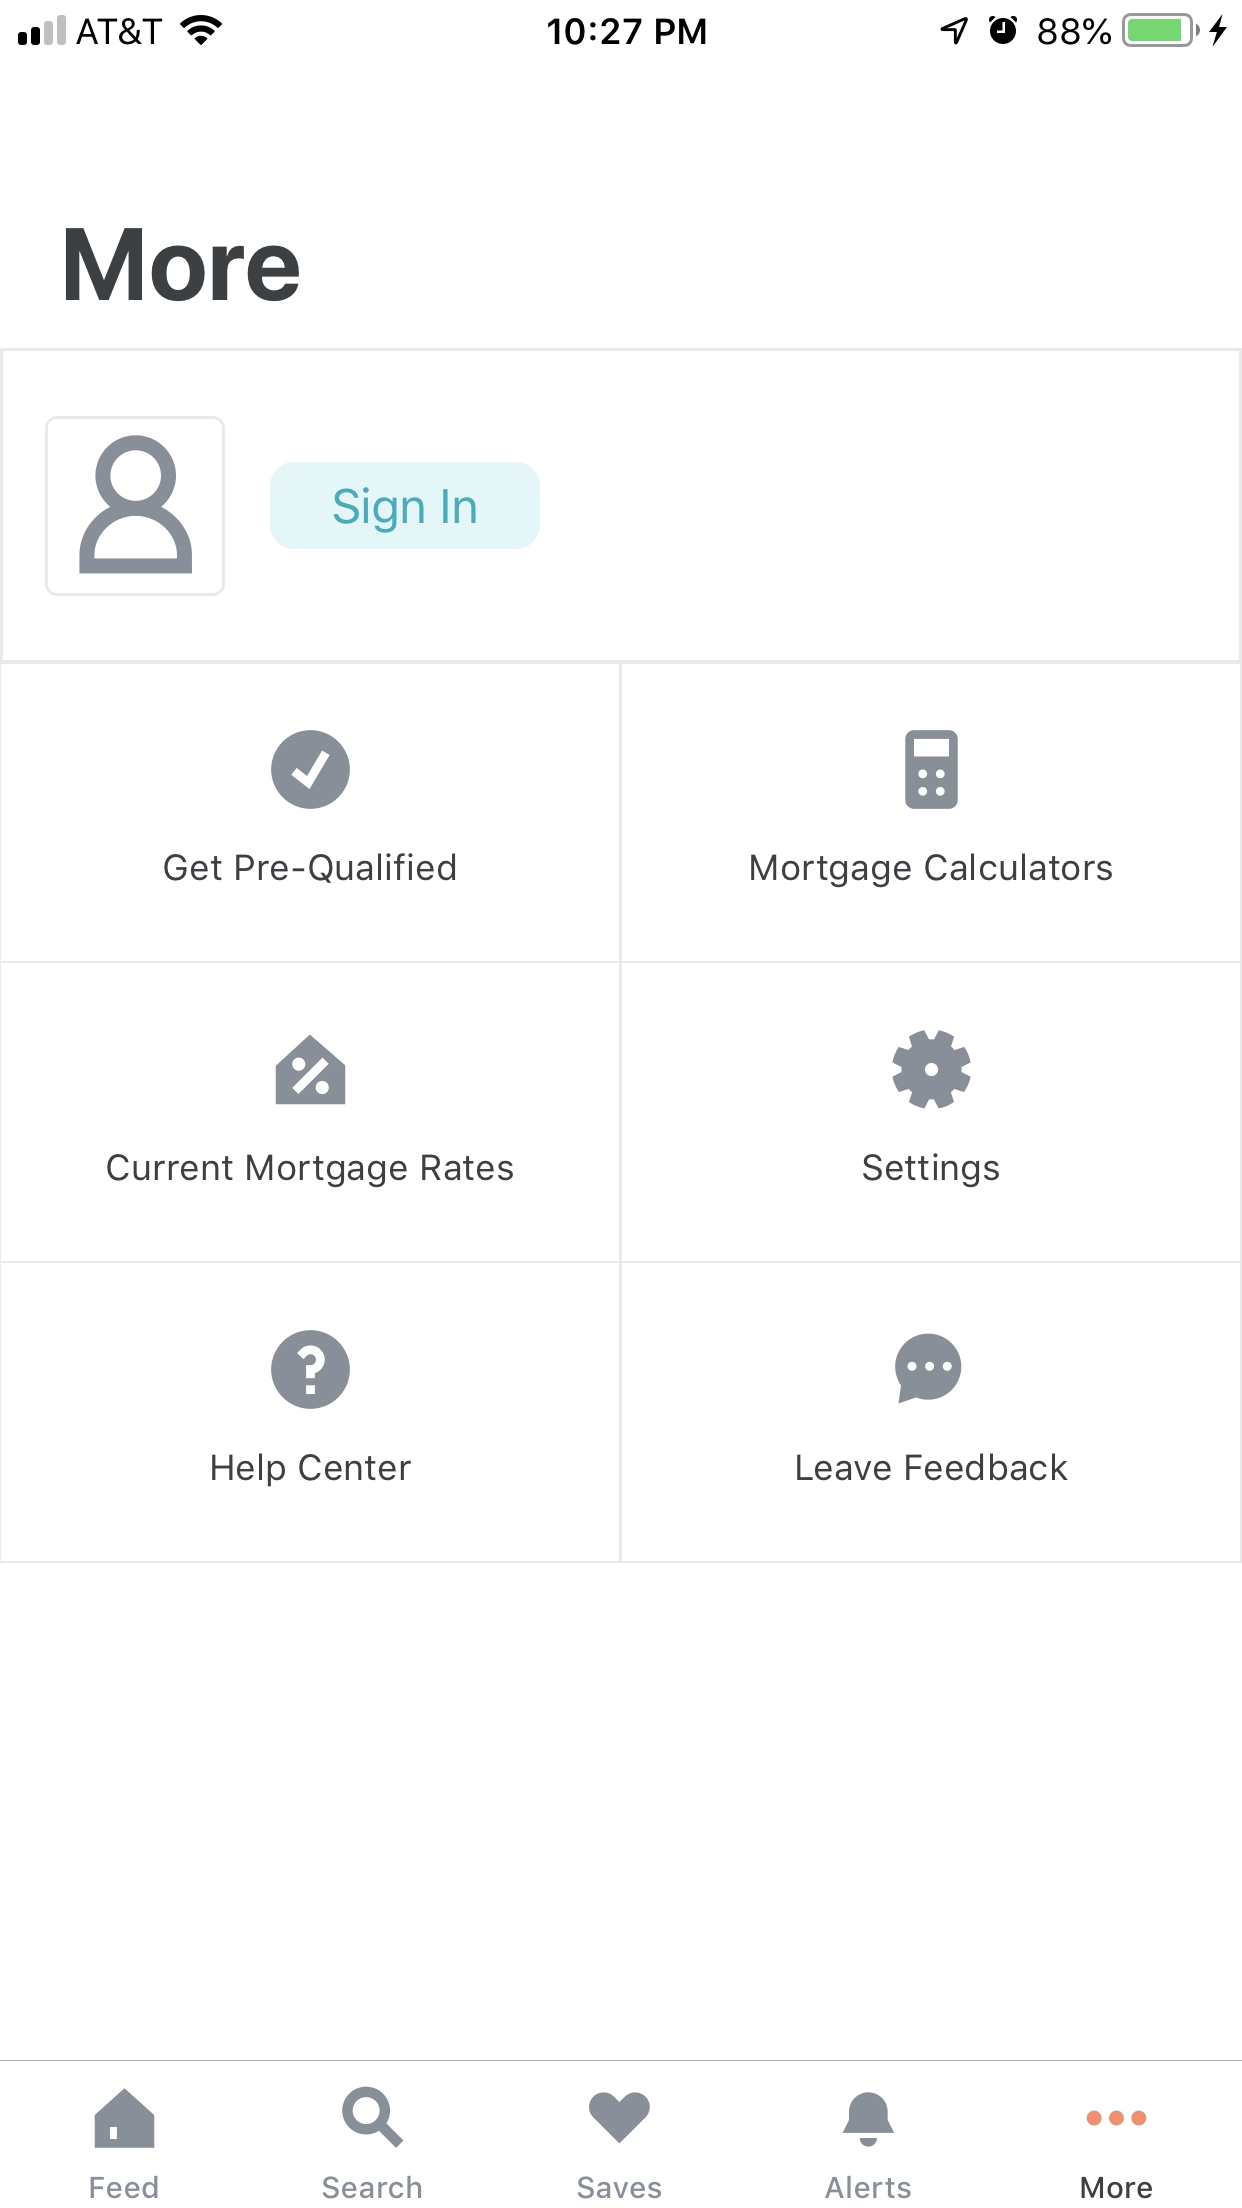 AT&T 10:27 PM 88%
More
Sign In
Get Pre-Qualified Mortgage Calculators
Current Mortgage Rates Settings
Help Center Leave Feedback
Feed Search Saves Alerts More